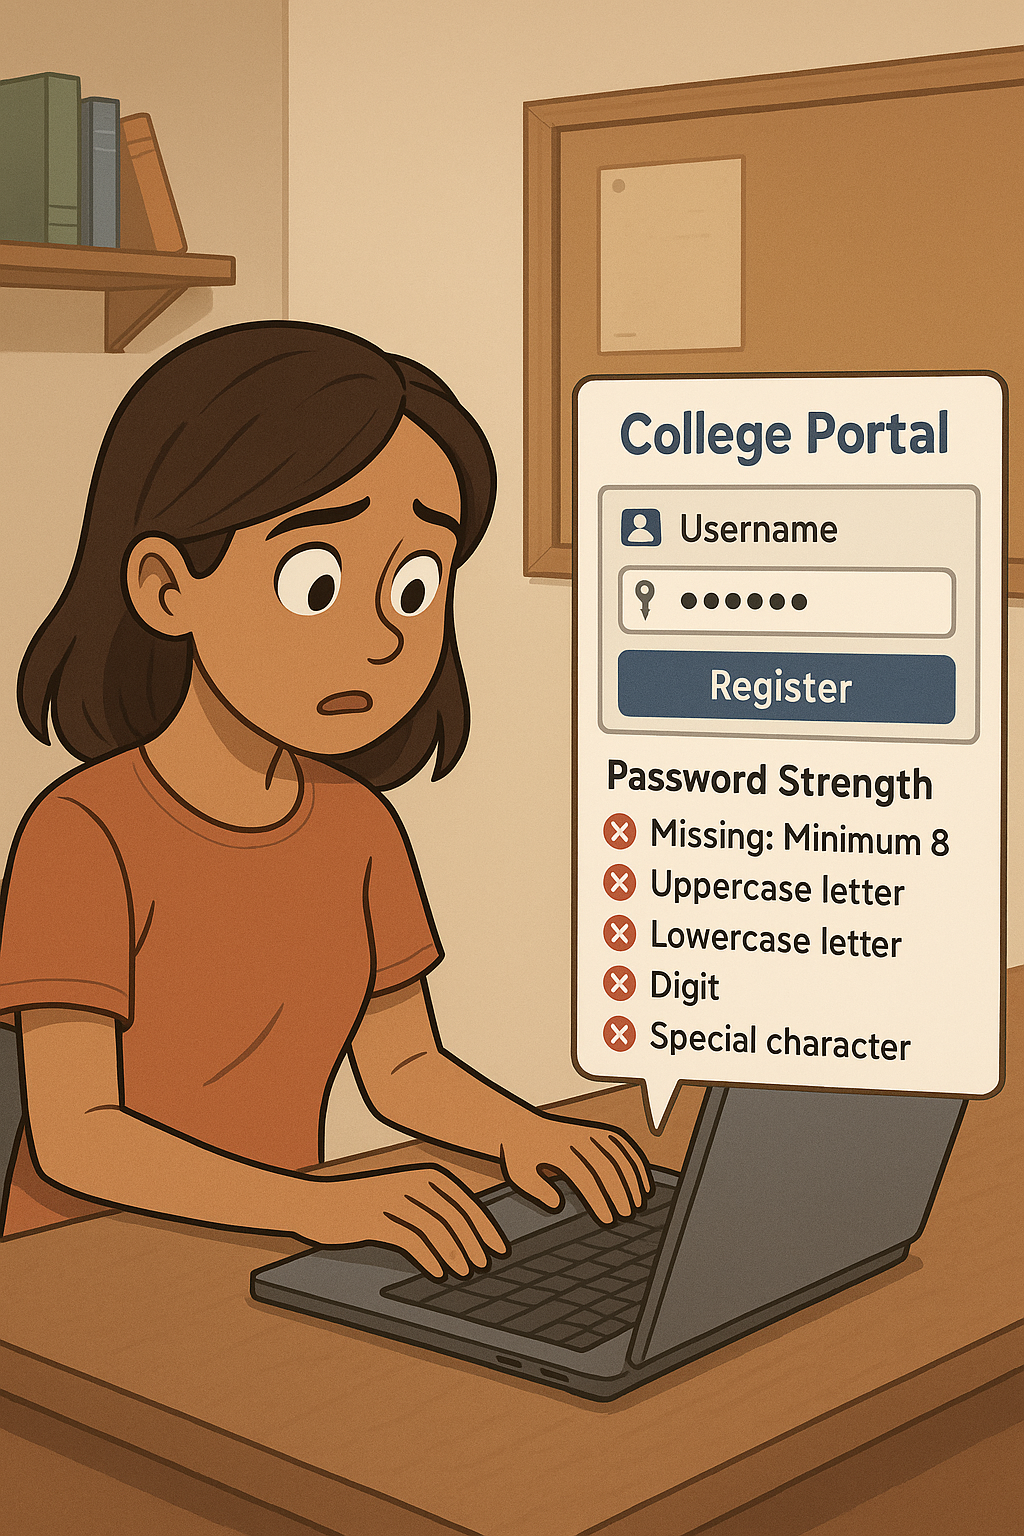 College Portal
Username
••••••
Register
Password Strength
Missing: Minimum 8
Uppercase letter
Lowercase letter
Digit
Special character